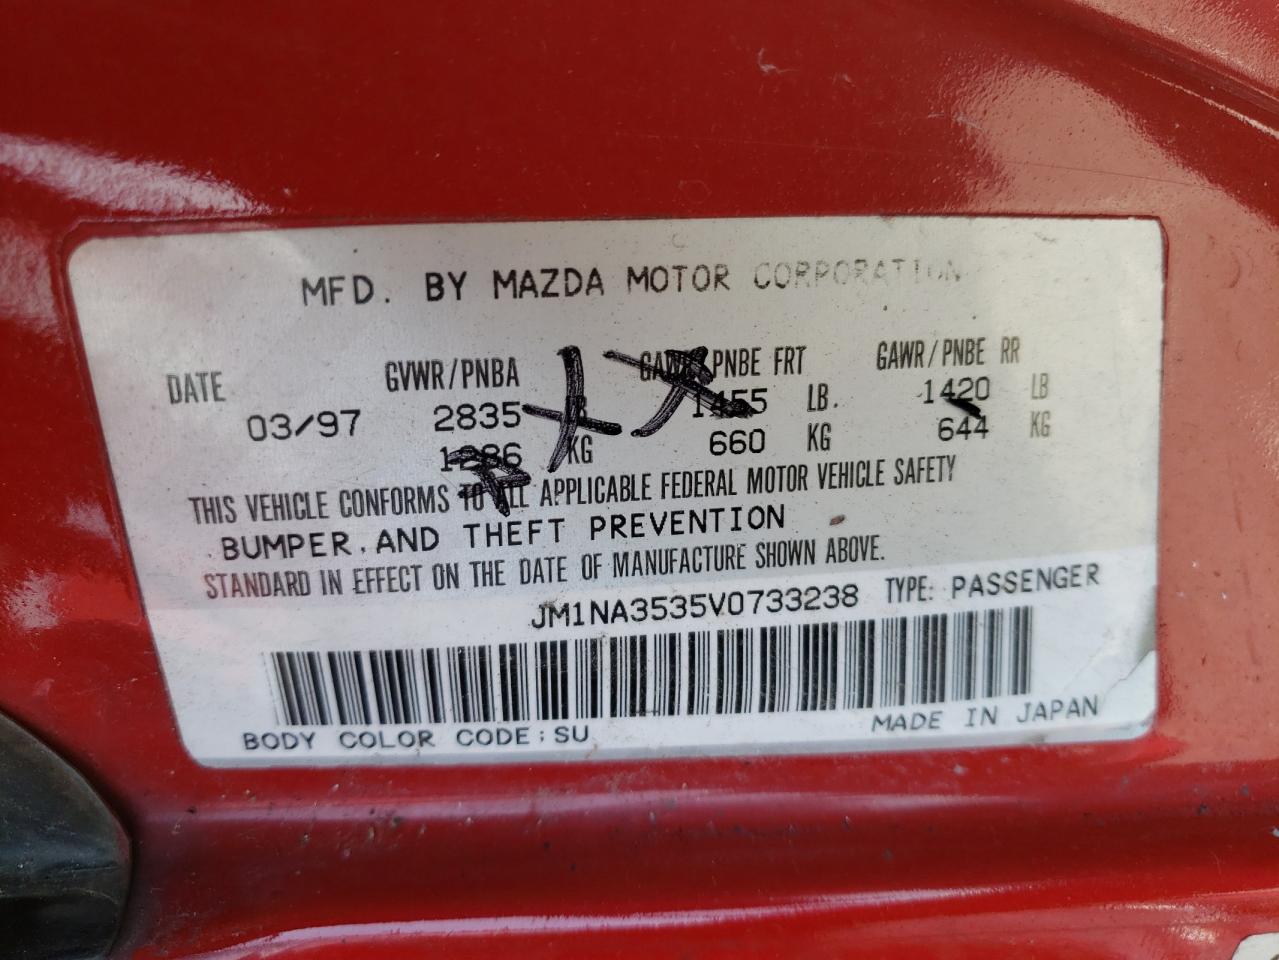 MFD. BY MAZDA MOTOR CORPORATION
DATE GVWR/PNBA GAWR/PNBE FRT GAWR/PNBE RR
03/97 2835 LB 1455 LB. 1420 LB
1286 KG 660 KG 644 KG
THIS VEHICLE CONFORMS TO ALL APPLICABLE FEDERAL MOTOR VEHICLE SAFETY
BUMPER, AND THEFT PREVENTION
STANDARD IN EFFECT ON THE DATE OF MANUFACTURE SHOWN ABOVE.
JM1NA3535V0733238 TYPE: PASSENGER
BODY COLOR CODE: SU MADE IN JAPAN